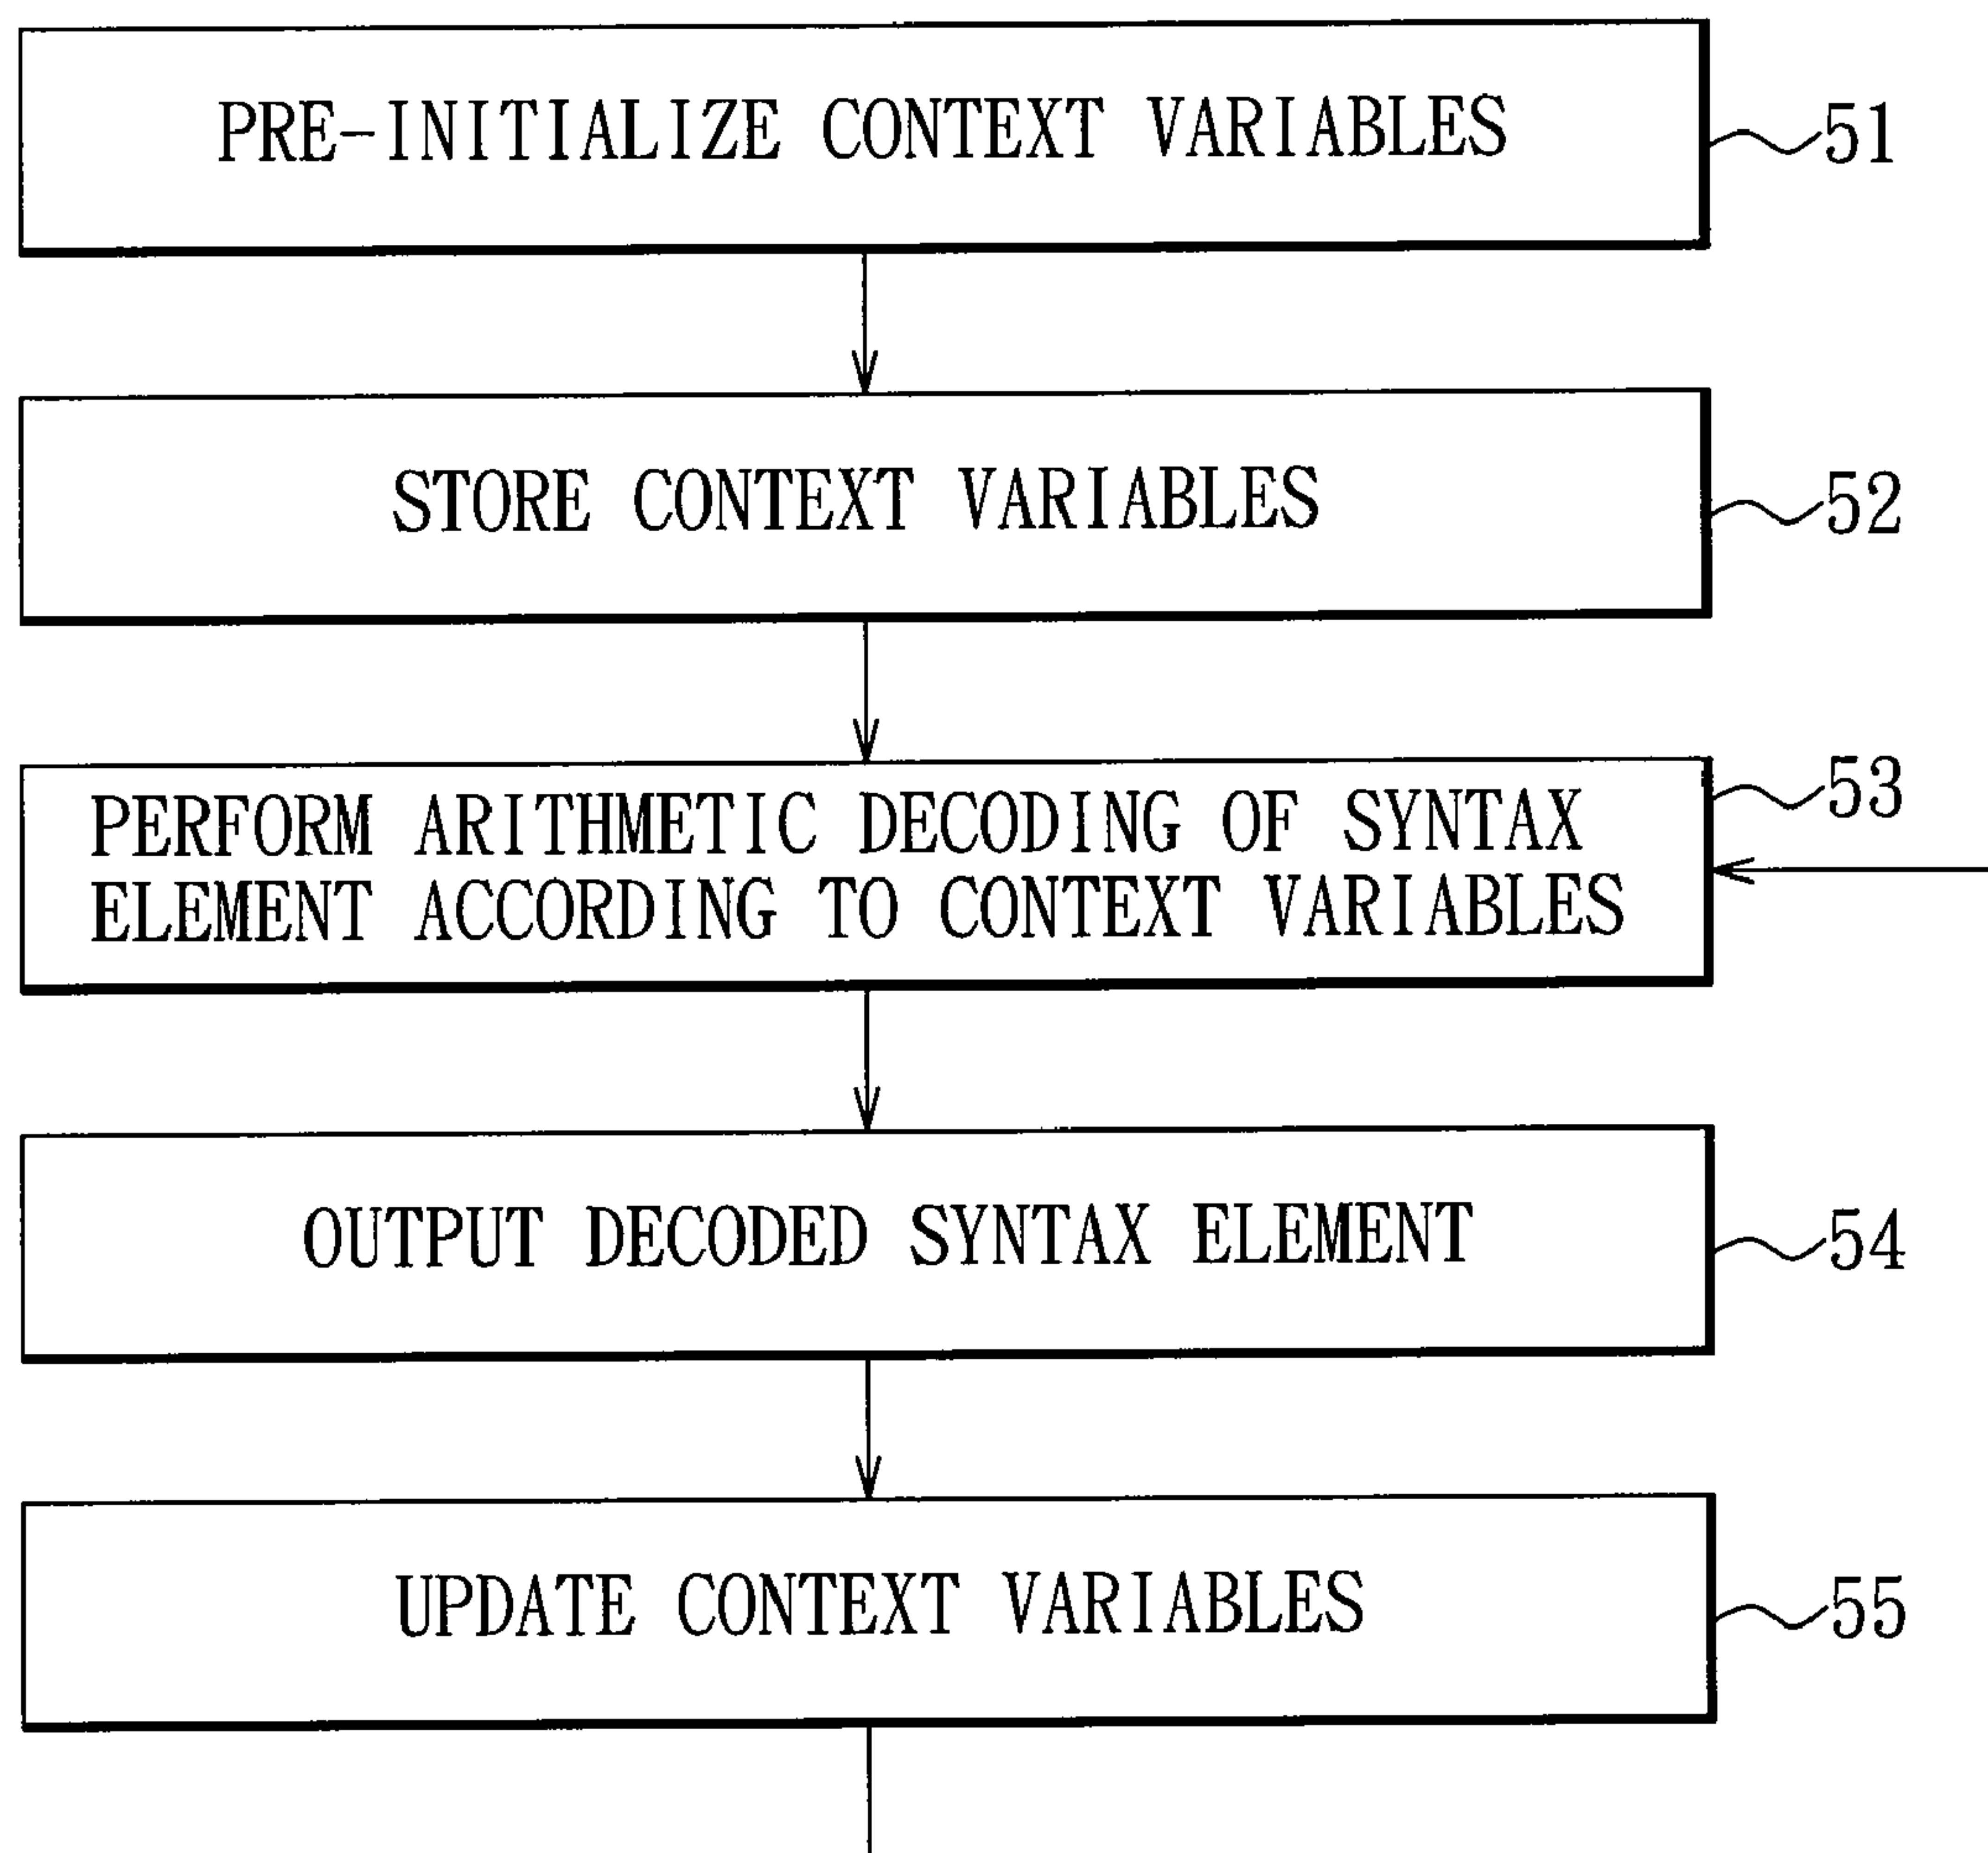 PRE-INITIALIZE CONTEXT VARIABLES
51
STORE CONTEXT VARIABLES
52
PERFORM ARITHMETIC DECODING OF SYNTAX
ELEMENT ACCORDING TO CONTEXT VARIABLES
53
OUTPUT DECODED SYNTAX ELEMENT
54
UPDATE CONTEXT VARIABLES
55